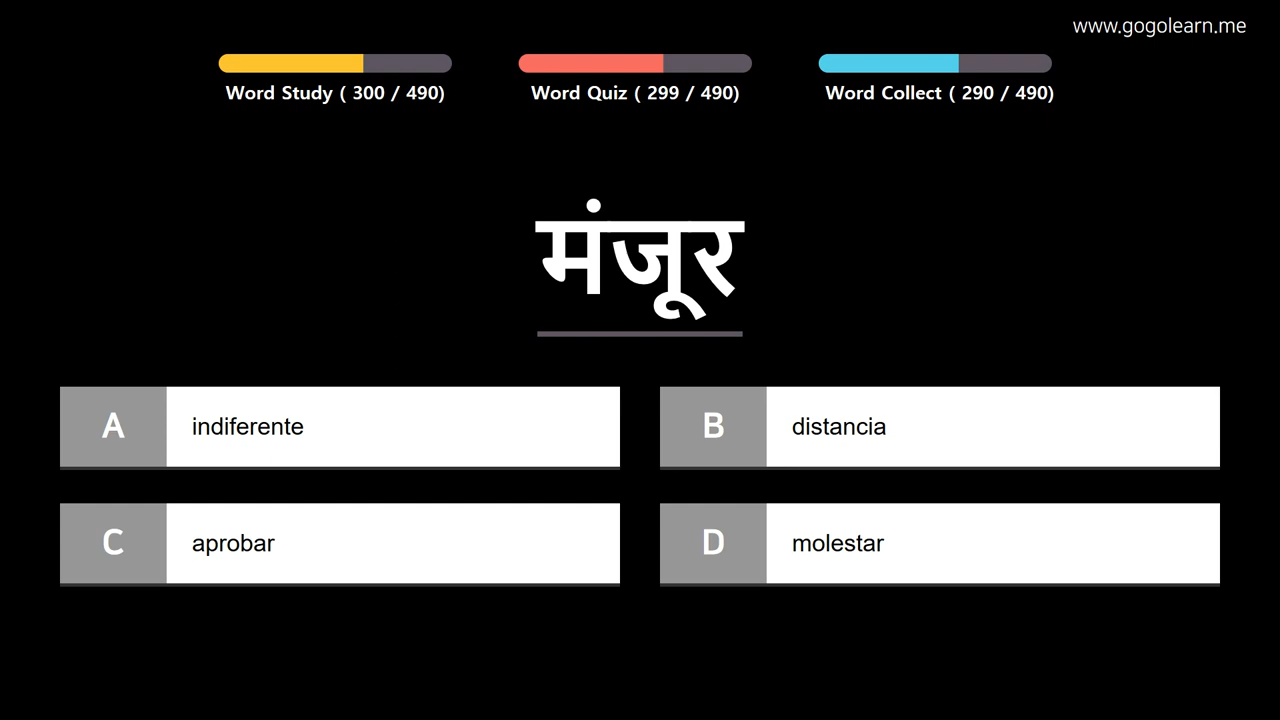 www.gogolearn.me
Word Study ( 300 / 490)
Word Quiz ( 299 / 490)
Word Collect ( 290 / 490)
मंजूर
A indiferente
B distancia
C aprobar
D molestar